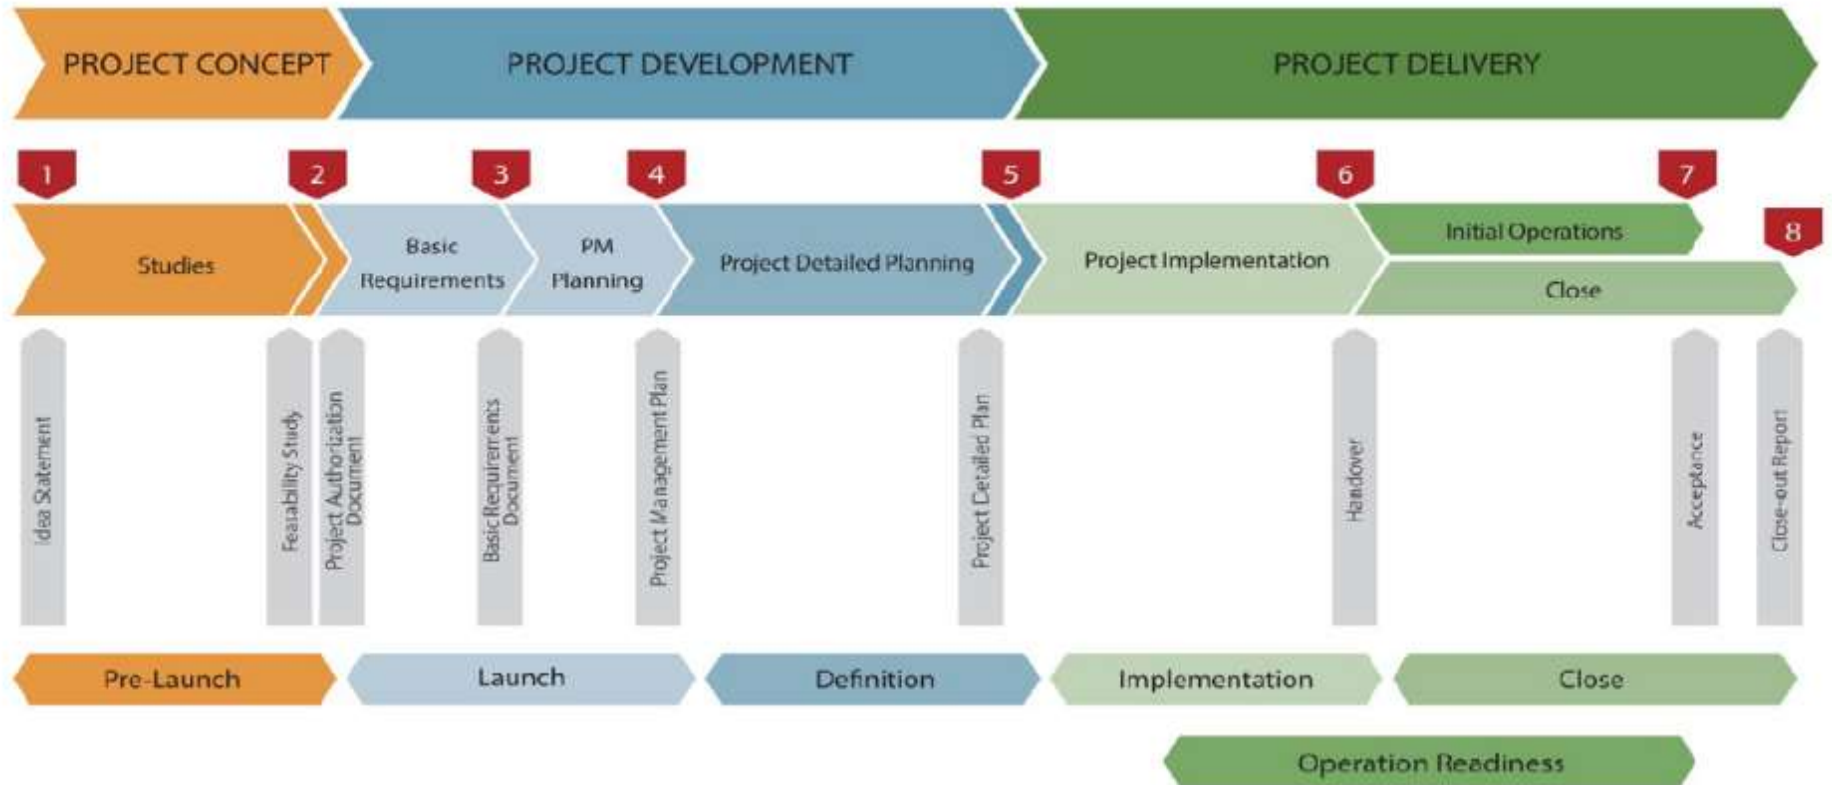 PROJECT CONCEPT
PROJECT DEVELOPMENT
PROJECT DELIVERY
1
2
3
4
5
6
7
8
Studies
Basic
Requirements
PM
Planning
Project Detailed Planning
Project Implementation
Initial Operations
Close
Idea Statement
Feasability Study
Project Authorization
Document
Basic Requirements
Document
Project Management Plan
Project Detailed Plan
Handover
Acceptance
Close-out Report
Pre-Launch
Launch
Definition
Implementation
Close
Operation Readiness